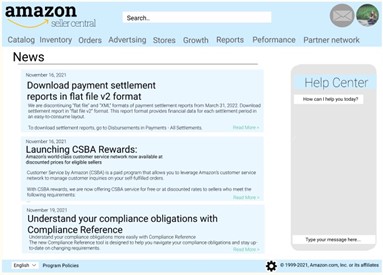 amazon
seller central
Search..
Catalog Inventory Orders Advertsing Stores Growth Reports Peformance Partner network
News
November 16, 2021
Download payment settlement
reports in flat file v2 format
We are discontinuing "flat file" and "XML" formats of payment settlement reports from March 31, 2022. Download
settlement report in "flat file v2" format. This report format provides financial data for each settlement period in
an easy-to-consume layout
To download settlement reports, go to Disbursements in Payments - All Settlements.
Read More >
November 16, 2021
Launching CSBA Rewards:
Amazon's world-class customer service network now available at
discounted prices for eligible sellers
Customer Service by Amazon (CSBA) is a paid program that allows you to leverage Amazon's customer service
network to manage customer inquiries on your self-fulfilled orders.
With CSBA rewards, we are now offering CSBA service for free or at discounted rates to sellers who meet the
following requirements:
Read More >
November 19, 2021
Understand your compliance obligations with
Compliance Reference
Understand your compliance obligations more easily with Compliance Reference
The new Compliance Reference tool is designed to help you navigate your compliance obligations and stay up-
to-date on changing requirements.
Read More >
Help Center
How can I help you today?
Type your message here...
English
Program Policies
© 1999-2021, Amazon.com, Inc. or its affiliates